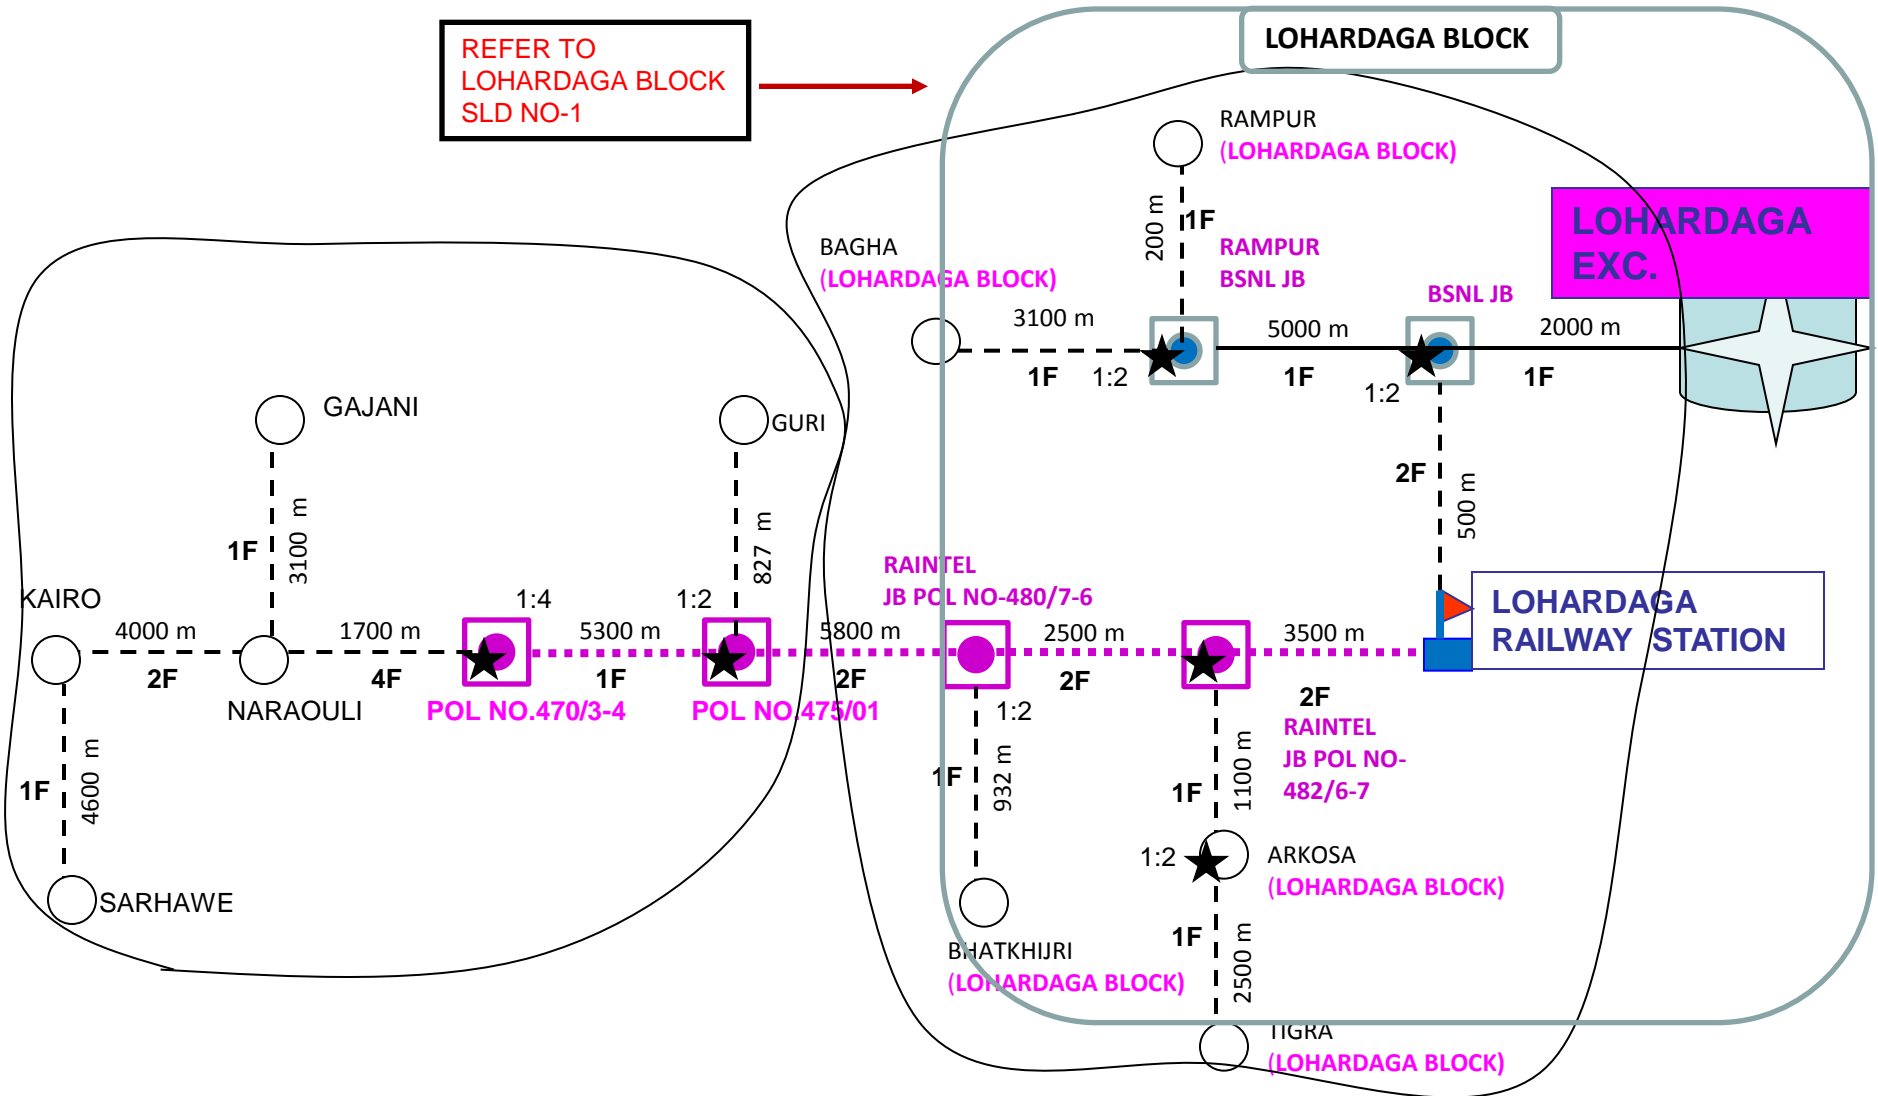 LOHARDAGA BLOCK
REFER TO
LOHARDAGA BLOCK
SLD NO-1
RAMPUR
(LOHARDAGA BLOCK)
200 m
1F
LOHARDAGA
EXC.
BAGHA
(LOHARDAGA BLOCK)
RAMPUR
BSNL JB
BSNL JB
3100 m
5000 m
2000 m
1F
1:2
1F
1:2
1F
GAJANI
GURI
2F
500 m
1F
3100 m
827 m
RAINTEL
JB POL NO-480/7-6
KAIRO
1:4
1:2
LOHARDAGA
RAILWAY STATION
4000 m
1700 m
5300 m
5800 m
2500 m
3500 m
2F
4F
1F
2F
2F
2F
NARAOULI
POL NO.470/3-4
POL NO.475/01
1:2
RAINTEL
JB POL NO-
482/6-7
1F
4600 m
1F
932 m
1F
1100 m
1:2
ARKOSA
(LOHARDAGA BLOCK)
SARHAWE
BHATKHIJRI
(LOHARDAGA BLOCK)
1F
2500 m
TIGRA
(LOHARDAGA BLOCK)